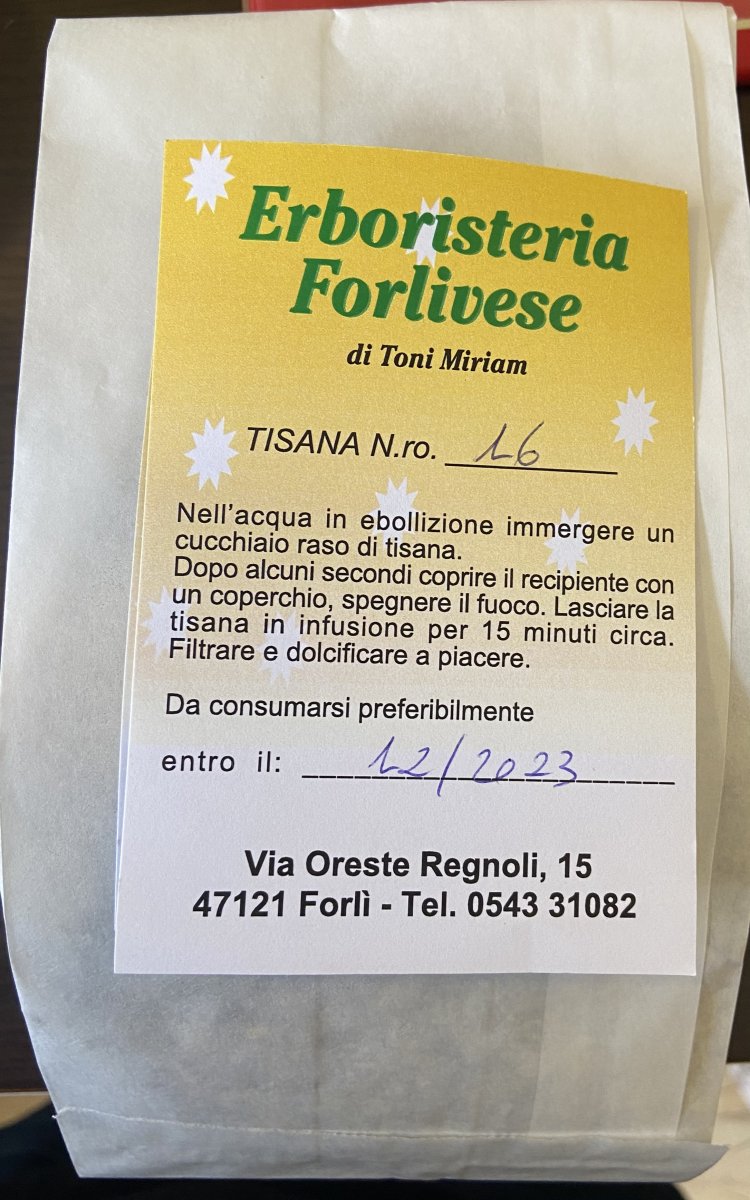 Erboristeria
Forlivese
di Toni Miriam
TISANA N.ro. 16
Nell'acqua in ebollizione immergere un
cucchiaio raso di tisana.
Dopo alcuni secondi coprire il recipiente con
un coperchio, spegnere il fuoco. Lasciare la
tisana in infusione per 15 minuti circa.
Filtrare e dolcificare a piacere.
Da consumarsi preferibilmente
entro il: 12/2023
Via Oreste Regnoli, 15
47121 Forlì - Tel. 0543 31082